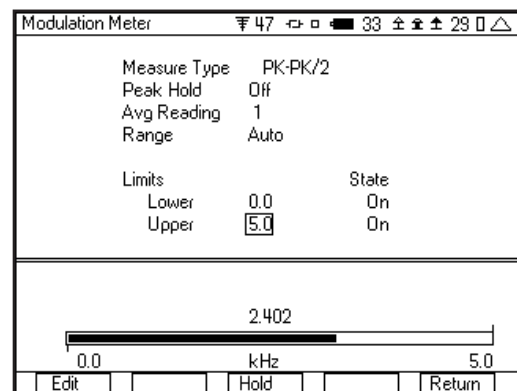 Modulation Meter 47 33 29
Measure Type PK-PK/2
Peak Hold Off
Avg Reading 1
Range Auto
Limits State
Lower 0.0 On
Upper 5.0 On
2.402
0.0 kHz 5.0
Edit Hold Return